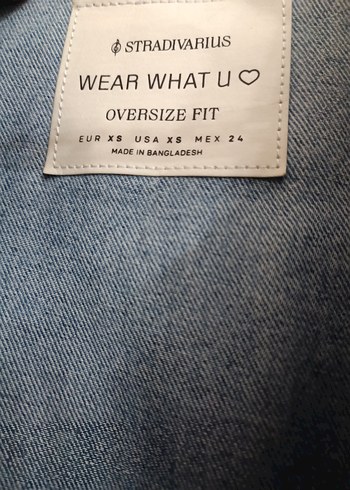 STRADIVARIUS
WEAR WHAT U ♡
OVERSIZE FIT
EUR XS USA XS MEX 24
MADE IN BANGLADESH